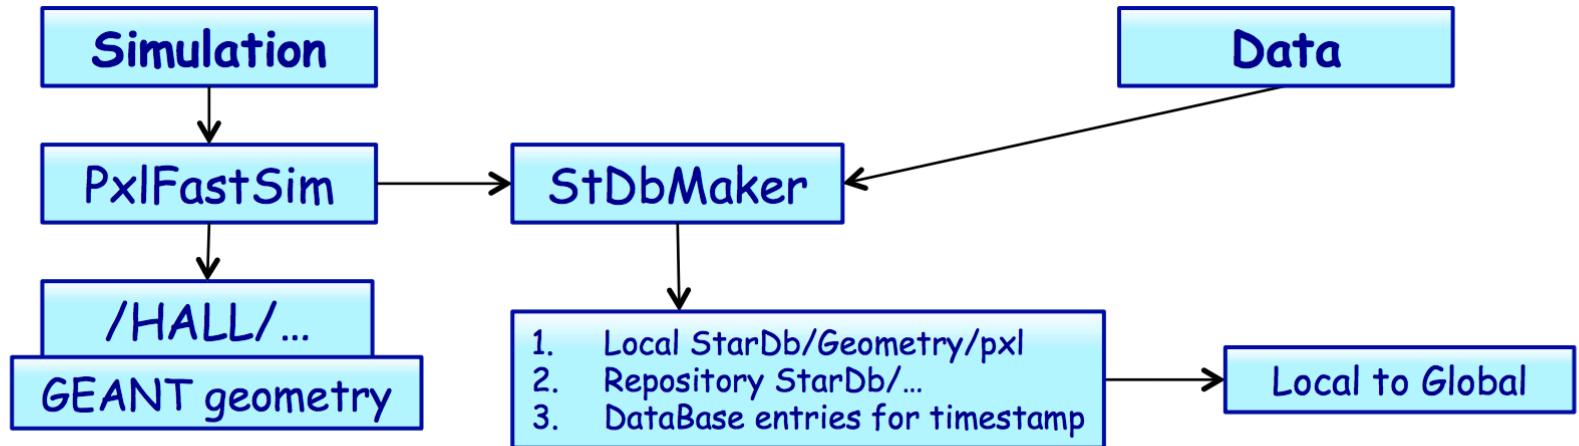 Simulation
Data
PxlFastSim
StDbMaker
/HALL/…
GEANT geometry
1. Local StarDb/Geometry/pxl
2. Repository StarDb/…
3. DataBase entries for timestamp
Local to Global